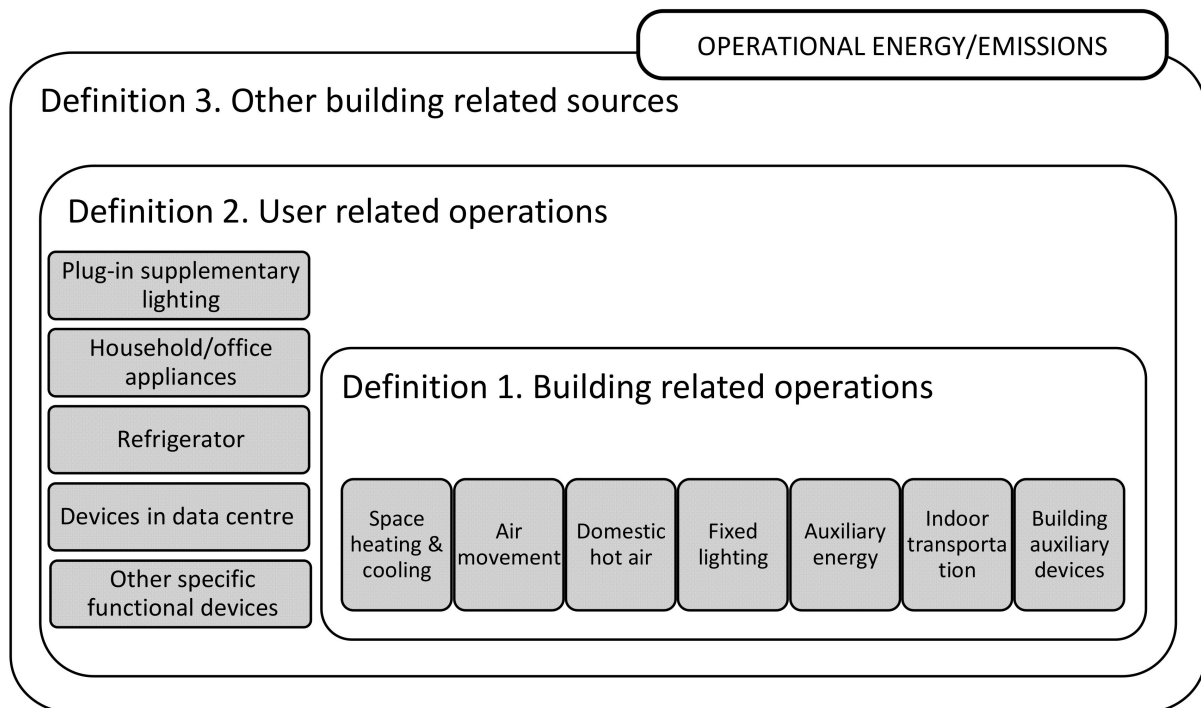 OPERATIONAL ENERGY/EMISSIONS
Definition 3. Other building related sources
Definition 2. User related operations
Plug-in supplementary
lighting
Household/office
appliances
Refrigerator
Devices in data centre
Other specific
functional devices
Definition 1. Building related operations
Space
heating &
cooling
Air
movement
Domestic
hot air
Fixed
lighting
Auxiliary
energy
Indoor
transporta
tion
Building
auxiliary
devices